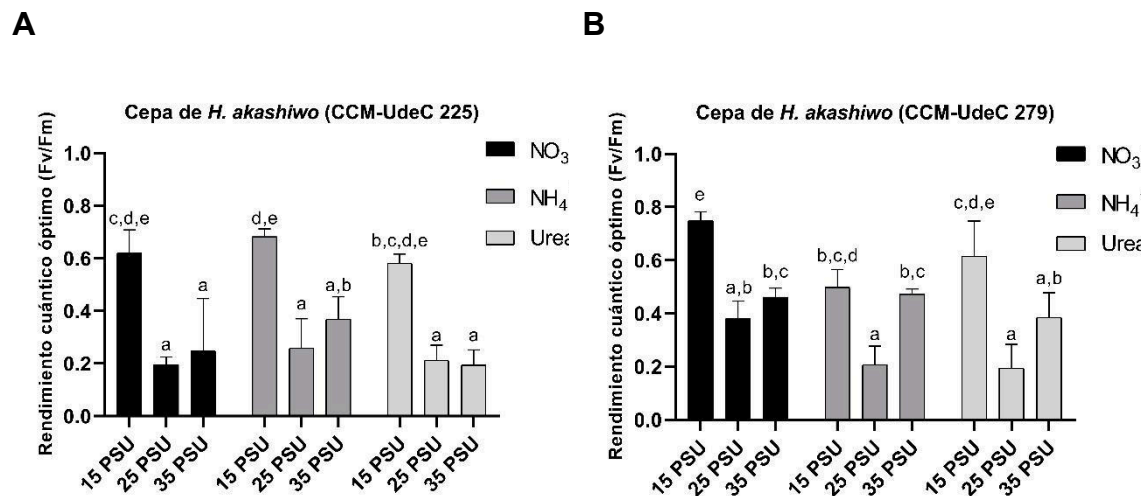 A
Cepa de H. akashiwo (CCM-UdeC 225)
Rendimiento cuántico óptimo (Fv/Fm)
1.0
0.8
0.6
0.4
0.2
0.0
NO3
NH4
Urea
c,d,e
a
a
d,e
a
a,b
b,c,d,e
a
a
15 PSU
25 PSU
35 PSU
15 PSU
25 PSU
35 PSU
15 PSU
25 PSU
35 PSU
B
Cepa de H. akashiwo (CCM-UdeC 279)
Rendimiento cuántico óptimo (Fv/Fm)
1.0
0.8
0.6
0.4
0.2
0.0
NO3
NH4
Urea
e
a,b
b,c
b,c,d
a
b,c
c,d,e
a
a,b
15 PSU
25 PSU
35 PSU
15 PSU
25 PSU
35 PSU
15 PSU
25 PSU
35 PSU